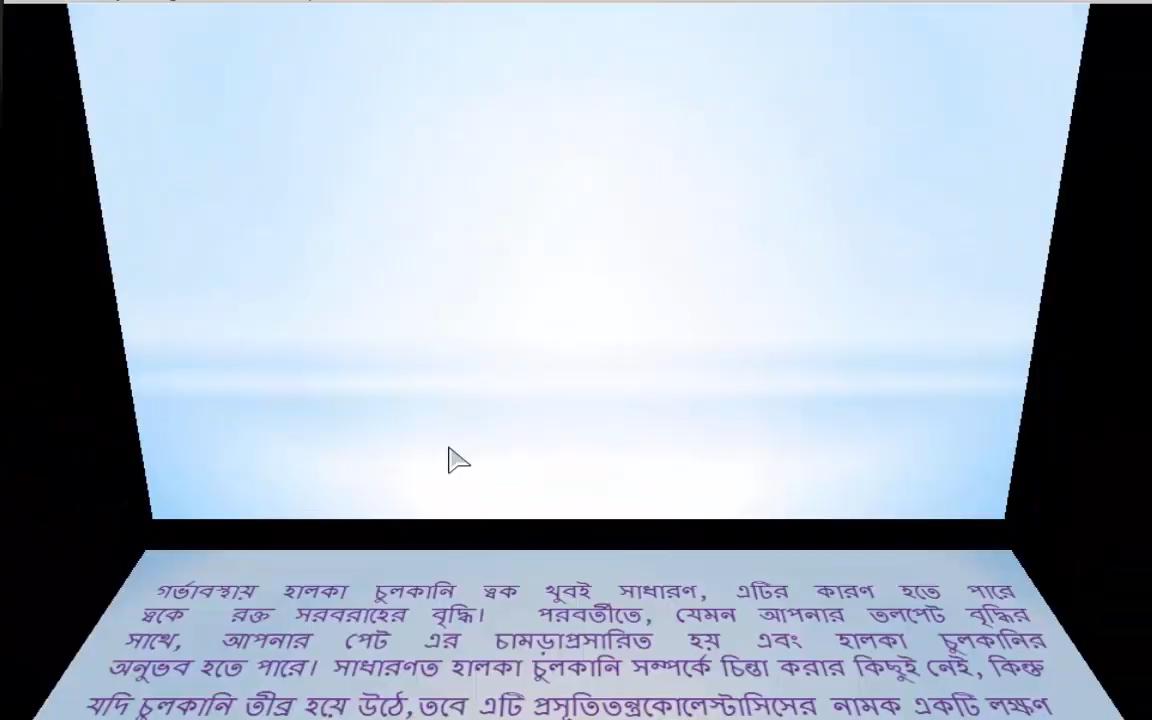 গর্ভাবস্থায় হালকা চুলকানি ত্বক খুবই সাধারণ, এটির কারণ হতে পারে
ত্বকে রক্ত সরবরাহের বৃদ্ধি। পরবর্তীতে, যেমন আপনার তলপেট বৃদ্ধির
সাথে, আপনার পেট এর চামড়াপ্রসারিত হয় এবং হালকা চুলকানির
অনুভব হতে পারে। সাধারণত হালকা চুলকানি সম্পর্কে চিন্তা করার কিছুই নেই, কিন্তু
যদি চুলকানি তীব্র হয়ে উঠে,তবে এটি প্রসূতিতন্ত্রকোলেস্টাসিসের নামক একটি লক্ষণ